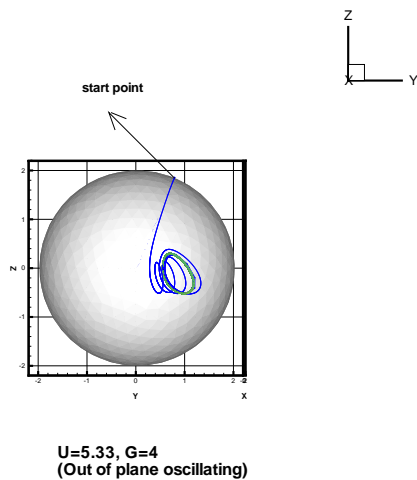 Z
X
Y
start point
2
1
0
-1
-2
Z
-2
-1
0
1
2
Y
X
U=5.33, G=4
(Out of plane oscillating)